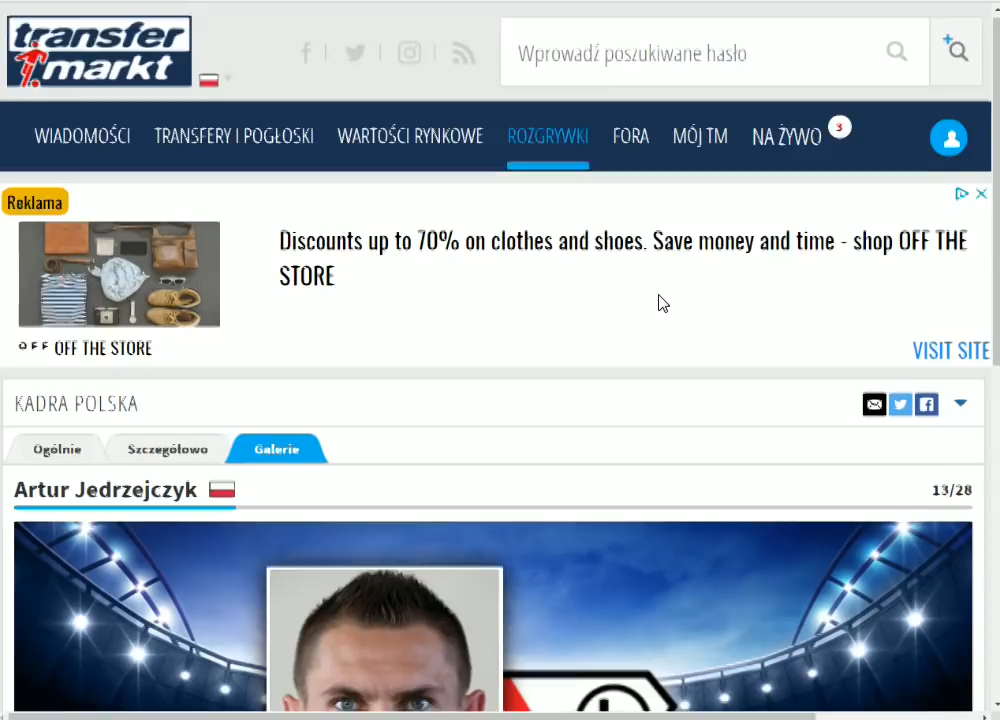 transfer
markt
Wprowadź poszukiwane hasło
WIADOMOŚCI TRANSFERY I POGŁOSKI WARTOŚCI RYNKOWE ROZGRYWKI FORA MÓJ TM NA ŻYWO 3
Reklama
Discounts up to 70% on clothes and shoes. Save money and time - shop OFF THE
STORE
OFF OFF THE STORE
VISIT SITE
KADRA POLSKA
Ogólnie Szczegółowo Galerie
Artur Jedrzejczyk 13/28